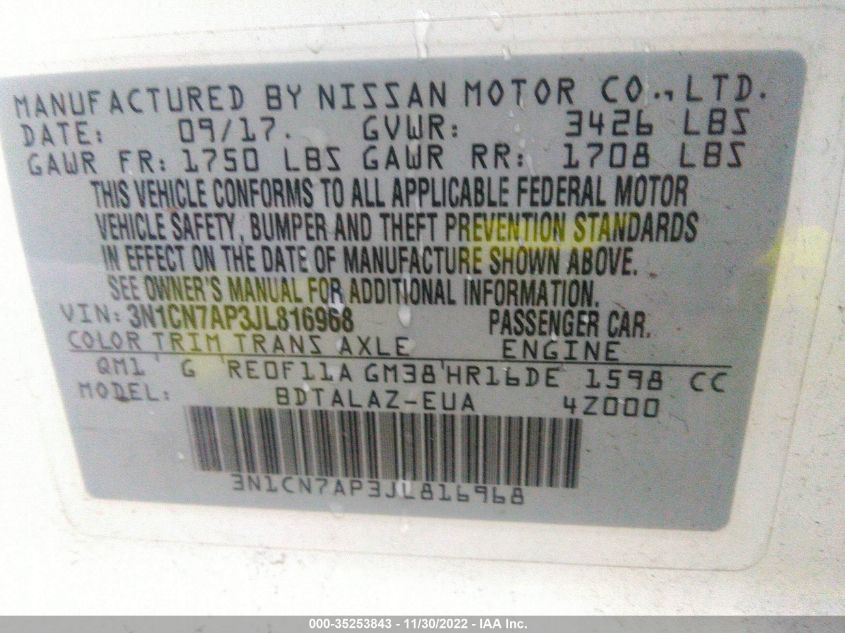 MANUFACTURED BY NISSAN MOTOR CO., LTD.
DATE: 09/17. GVWR: 3426 LBS
GAWR FR: 1750 LBS GAWR RR: 1708 LBS
THIS VEHICLE CONFORMS TO ALL APPLICABLE FEDERAL MOTOR
VEHICLE SAFETY, BUMPER AND THEFT PREVENTION STANDARDS
IN EFFECT ON THE DATE OF MANUFACTURE SHOWN ABOVE.
SEE OWNER'S MANUAL FOR ADDITIONAL INFORMATION.
VIN: 3N1CN7AP3JL816968 PASSENGER CAR.
COLOR TRIM TRANS AXLE ENGINE
QM1 ' G ' RE0F11A GM38 ' HR16DE 1598 CC
MODEL: BDTALAZ-EUA 4Z000
3N1CN7AP3JL816968
000-35253843 - 11/30/2022 - IAA Inc.